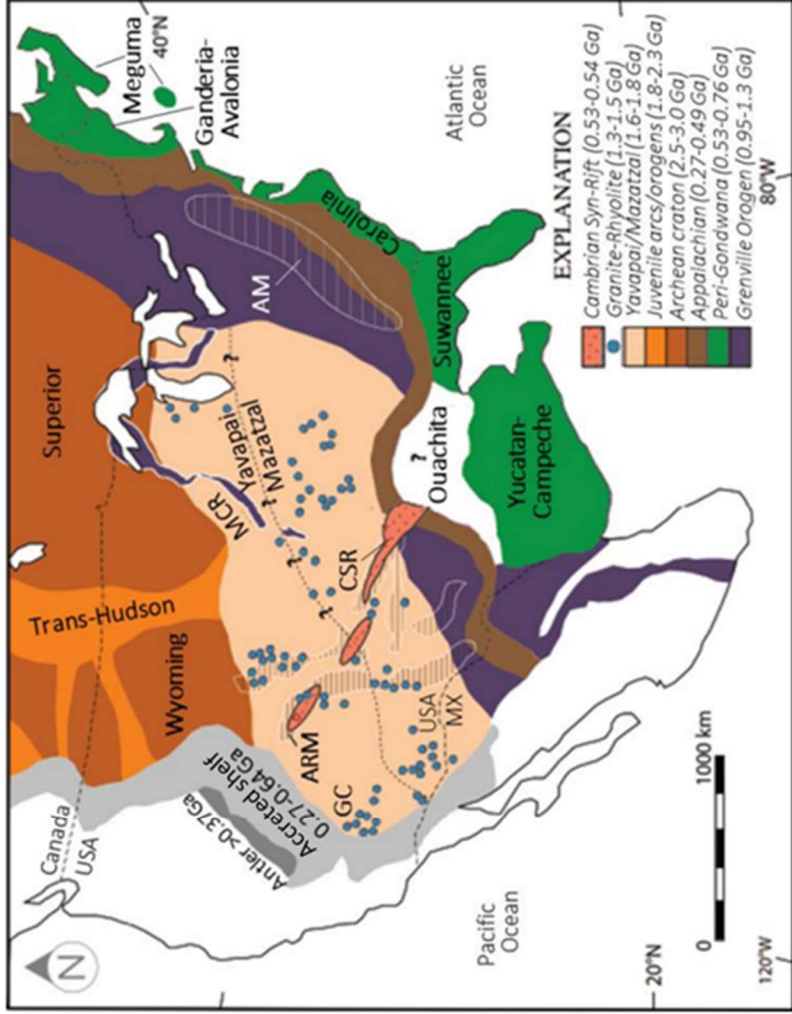 N
Canada
USA
Antler >0.37Ga
Accreted shelf
0.27-0.64 Ga
Wyoming
Trans-Hudson
Superior
MCR
Yavapai
Mazatzal
?
?
?
?
GC
ARM
CSR
USA
MX
AM
Meguma
40°N
Ganderia-
Avalonia
Carolinia
Suwannee
Ouachita
?
Yucatan-
Campeche
Atlantic
Ocean
Pacific
Ocean
20°N
120°W
80°W
0
1000 km
EXPLANATION
Cambrian Syn-Rift (0.53-0.54 Ga)
Granite-Rhyolite (1.3-1.5 Ga)
Yavapai/Mazatzai (1.6-1.8 Ga)
Juvenile arcs/orogens (1.8-2.3 Ga)
Archean craton (2.5-3.0 Ga)
Appalachian (0.27-0.49 Ga)
Peri-Gondwana (0.53-0.76 Ga)
Grenville Orogen (0.95-1.3 Ga)